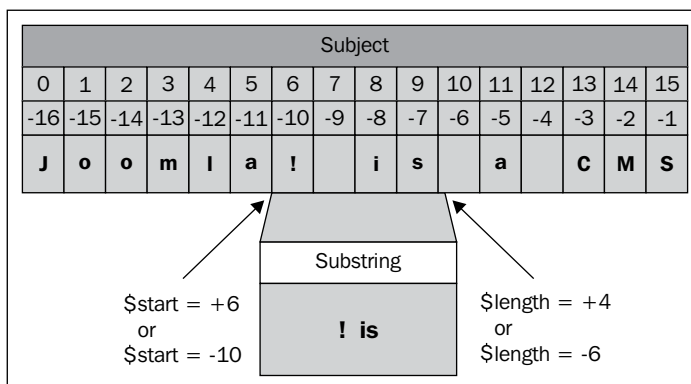 Subject
0 1 2 3 4 5 6 7 8 9 10 11 12 13 14 15
-16 -15 -14 -13 -12 -11 -10 -9 -8 -7 -6 -5 -4 -3 -2 -1
J o o m l a ! i s a C M S
Substring
! is
$start = +6
or
$start = -10
$length = +4
or
$length = -6